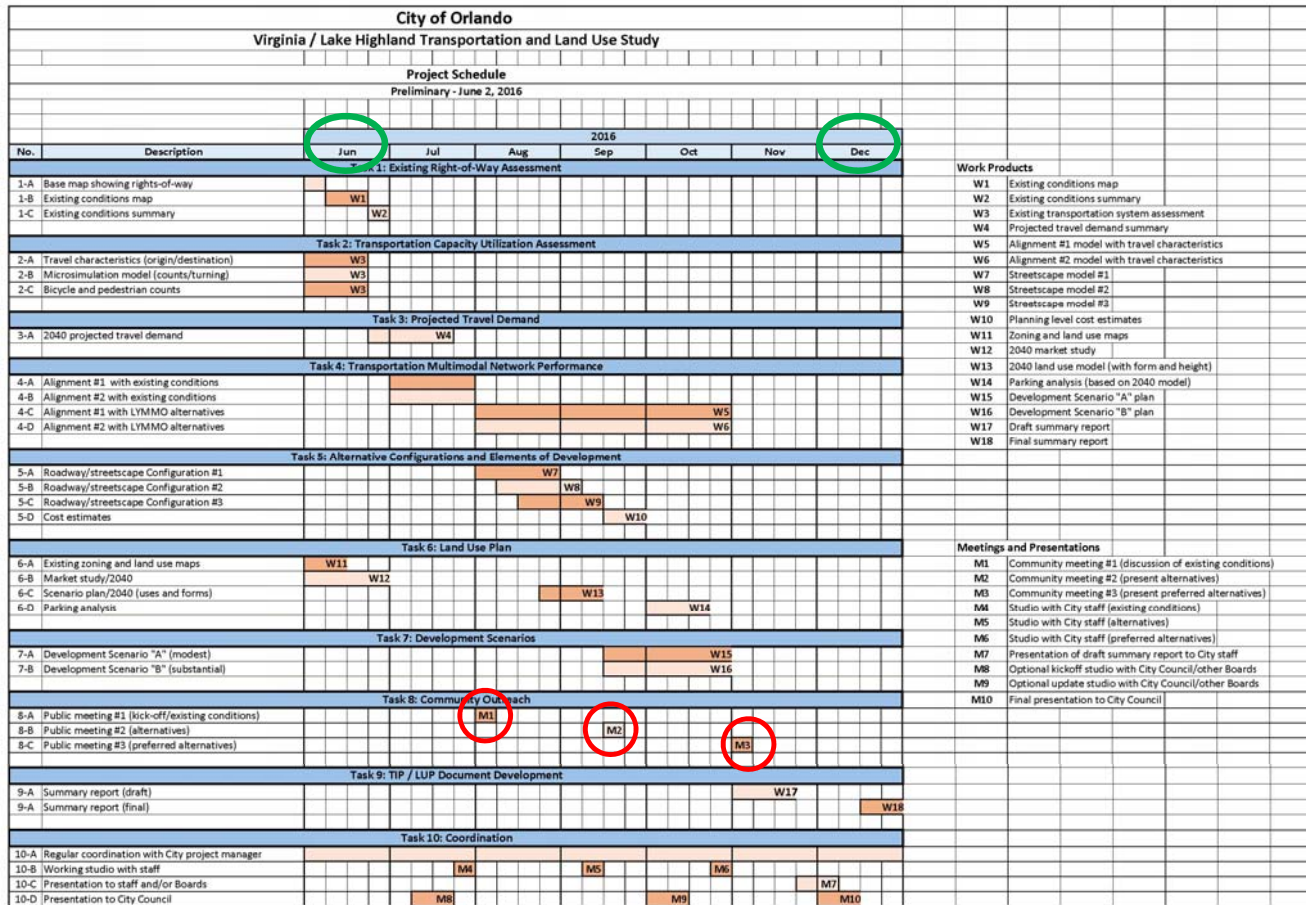 City of Orlando
Virginia / Lake Highland Transportation and Land Use Study
Project Schedule
Preliminary - June 2, 2016
2016
No. Description Jun Jul Aug Sep Oct Nov Dec
Task 1: Existing Right-of-Way Assessment
1-A Base map showing rights-of-way
1-B Existing conditions map W1
1-C Existing conditions summary W2
Task 2: Transportation Capacity Utilization Assessment
2-A Travel characteristics (origin/destination) W3
2-B Microsimulation model (counts/turning) W3
2-C Bicycle and pedestrian counts W3
Task 3: Projected Travel Demand
3-A 2040 projected travel demand W4
Task 4: Transportation Multimodal Network Performance
4-A Alignment #1 with existing conditions
4-B Alignment #2 with existing conditions
4-C Alignment #1 with LYMMO alternatives W5
4-D Alignment #2 with LYMMO alternatives W6
Task 5: Alternative Configurations and Elements of Development
5-A Roadway/streetscape Configuration #1 W7
5-B Roadway/streetscape Configuration #2 W8
5-C Roadway/streetscape Configuration #3 W9
5-D Cost estimates W10
Task 6: Land Use Plan
6-A Existing zoning and land use maps W11
6-B Market study/2040 W12
6-C Scenario plan/2040 (uses and forms) W13
6-D Parking analysis W14
Task 7: Development Scenarios
7-A Development Scenario "A" (modest) W15
7-B Development Scenario "B" (substantial) W16
Task 8: Community Outreach
8-A Public meeting #1 (kick-off/existing conditions) M1
8-B Public meeting #2 (alternatives) M2
8-C Public meeting #3 (preferred alternatives) M3
Task 9: TIP / LUP Document Development
9-A Summary report (draft) W17
9-A Summary report (final) W18
Task 10: Coordination
10-A Regular coordination with City project manager
10-B Working studio with staff M4 M5 M6
10-C Presentation to staff and/or Boards M7
10-D Presentation to City Council M8 M9 M10
Work Products
W1 Existing conditions map
W2 Existing conditions summary
W3 Existing transportation system assessment
W4 Projected travel demand summary
W5 Alignment #1 model with travel characteristics
W6 Alignment #2 model with travel characteristics
W7 Streetscape model #1
W8 Streetscape model #2
W9 Streetscape model #3
W10 Planning level cost estimates
W11 Zoning and land use maps
W12 2040 market study
W13 2040 land use model (with form and height)
W14 Parking analysis (based on 2040 model)
W15 Development Scenario "A" plan
W16 Development Scenario "B" plan
W17 Draft summary report
W18 Final summary report
Meetings and Presentations
M1 Community meeting #1 (discussion of existing conditions)
M2 Community meeting #2 (present alternatives)
M3 Community meeting #3 (present preferred alternatives)
M4 Studio with City staff (existing conditions)
M5 Studio with City staff (alternatives)
M6 Studio with City staff (preferred alternatives)
M7 Presentation of draft summary report to City staff
M8 Optional kickoff studio with City Council/other Boards
M9 Optional update studio with City Council/other Boards
M10 Final presentation to City Council